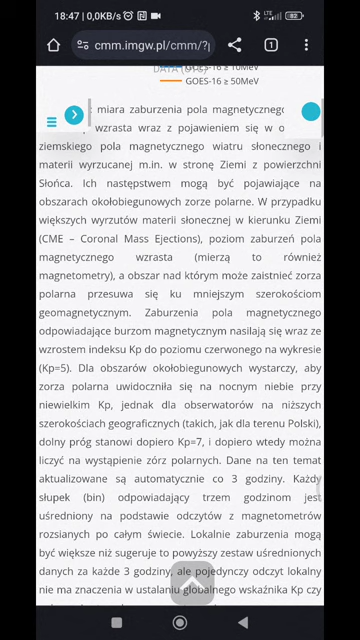 18:47 | 0,0KB/s
LTE
82
cmm.imgw.pl/cmm/?
1
GOES-16 ≥ 10MeV
DATA (UTC)
GOES-16 ≥ 50MeV
miara zaburzenia pola magnetycznego
wzrasta wraz z pojawieniem się w o
ziemskiego pola magnetycznego wiatru słonecznego i
materii wyrzucanej m.in. w stronę Ziemi z powierzchni
Słońca. Ich następstwem mogą być pojawiające na
obszarach okołobiegunowych zorze polarne. W przypadku
większych wyrzutów materii słonecznej w kierunku Ziemi
(CME – Coronal Mass Ejections), poziom zaburzeń pola
magnetycznego wzrasta (mierzą to również
magnetometry), a obszar nad którym może zaistnieć zorza
polarna przesuwa się ku mniejszym szerokościom
geomagnetycznym. Zaburzenia pola magnetycznego
odpowiadające burzom magnetycznym nasilają się wraz ze
wzrostem indeksu Kp do poziomu czerwonego na wykresie
(Kp=5). Dla obszarów okołobiegunowych wystarczy, aby
zorza polarna uwidoczniła się na nocnym niebie przy
niewielkim Kp, jednak dla obserwatorów na niższych
szerokościach geograficznych (takich, jak dla terenu Polski),
dolny próg stanowi dopiero Kp=7, i dopiero wtedy można
liczyć na wystąpienie zórz polarnych. Dane na ten temat
aktualizowane są automatycznie co 3 godziny. Każdy
słupek (bin) odpowiadający trzem godzinom jest
uśredniony na podstawie odczytów z magnetometrów
rozsianych po całym świecie. Lokalnie zaburzenia mogą
być większe niż sugeruje to powyższy zestaw uśrednionych
danych za każde 3 godziny, ale pojedynczy odczyt lokalny
nie ma znaczenia w ustalaniu globalnego wskaźnika Kp czy